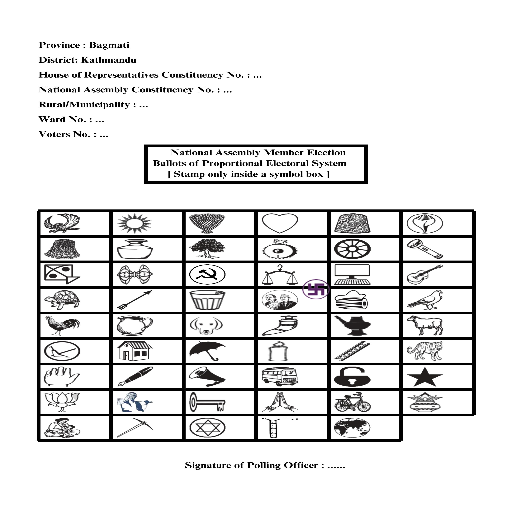 Province : Bagmati
District: Kathmandu
House of Representatives Constituency No. : ...
National Assembly Constituency No. : ...
Rural/Municipality : ...
Ward No. : ...
Voters No. : ...
National Assembly Member Election
Ballots of Proportional Electoral System
[ Stamp only inside a symbol box ]
Signature of Polling Officer : ......